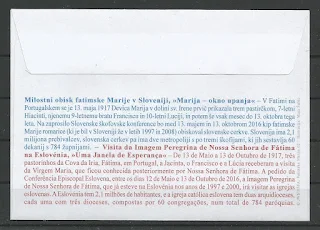 Milostni obisk fatimske Marije v Sloveniji, »Marija – okno upanja« – V Fatimi na
Portugalskem se je 13. maja 1917 Devica Marija v dolini sv. Irene prvič prikazala trem pastirčkom, 7-letni
Hiacinti, njenemu 9-letnemu bratu Francisco in 10-letni Luciji, in potem še vsak mesec do 13. oktobra tega
leta. Na zaprosilo Slovenske škofovske konference bo med 13. majem in 13. oktobrom 2016 kip fatimske
Marije romarice (ki je bil v Sloveniji že v letih 1997 in 2008) obiskoval slovenske cerkve. Slovenija ima 2,1
milijona prebivalcev, slovenska cerkev pa ima dve metropoliji s po tremi škofijami, ki jih sestavlja 60
dekanij s 784 župnijami. – Visita da Imagem Peregrina de Nossa Senhora de Fátima
na Eslovénia, »Uma Janela de Esperança« – De 13 de Maio a 13 de Outubro de 1917, três
pastorinhos da Cova da Iria, Fátima, em Portugal, a Jacinta, o Francisco e a Lúcia receberam a visita
da Virgem Maria, que ficou conhecida posteriormente por Nossa Senhora de Fátima. A pedido da
Conferência Episcopal Eslovena, entre os dias 12 de Maio e 13 de Outubro de 2016, a Imagem Peregrina
de Nossa Senhora de Fátima, que já esteve na Eslovénia nos anos de 1997 e 2000, irá visitar as igrejas
eslovenas. A Eslovénia tem 2,1 milhões de habitantes, e a igreja católica eslovena tem duas arquidioceses,
cada uma com três dioceses, compostas por 60 congregações, num total de 784 paróquias.